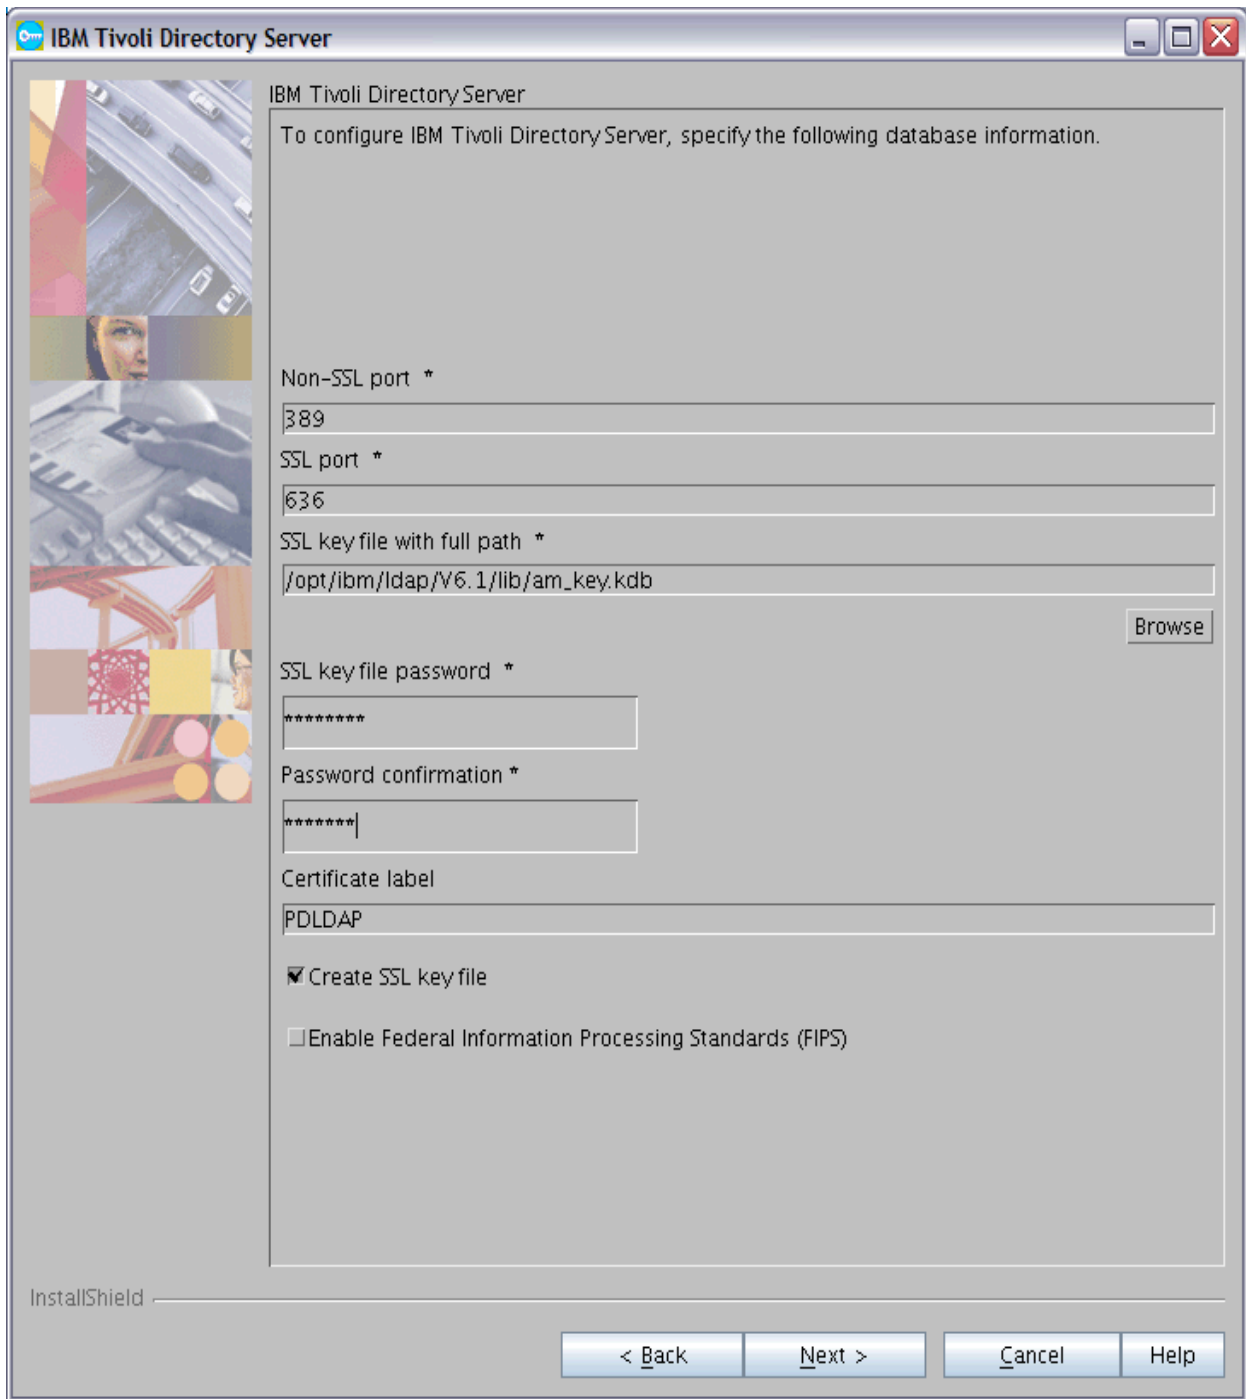 IBM Tivoli Directory Server
IBM Tivoli Directory Server
To configure IBM Tivoli Directory Server, specify the following database information.
Non-SSL port *
389
SSL port *
636
SSL key file with full path *
/opt/ibm/ldap/V6.1/lib/am_key.kdb
Browse
SSL key file password *
********
Password confirmation *
*******
Certificate label
PDLDAP
Create SSL key file
Enable Federal Information Processing Standards (FIPS)
InstallShield
< Back Next > Cancel Help